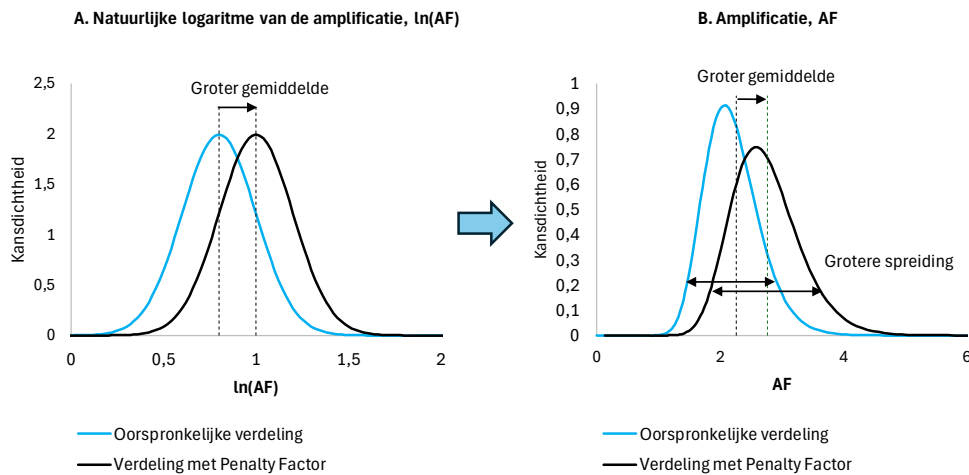 A. Natuurlijke logaritme van de amplificatie, ln(AF)
Groter gemiddelde
Kansdichtheid
2,5
2
1,5
1
0,5
0
0
0,5
1
1,5
2
ln(AF)
Oorspronkelijke verdeling
Verdeling met Penalty Factor
B. Amplificatie, AF
Groter gemiddelde
Kansdichtheid
1
0,9
0,8
0,7
0,6
0,5
0,4
0,3
0,2
0,1
0
Grotere spreiding
0
2
4
6
AF
Oorspronkelijke verdeling
Verdeling met Penalty Factor